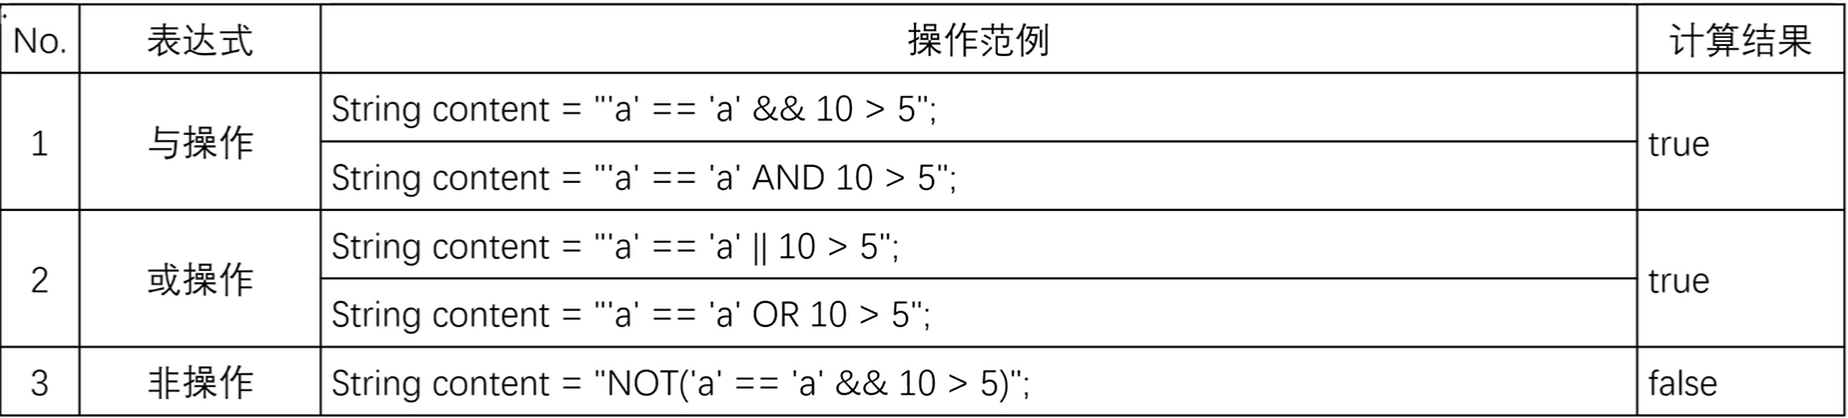 No. 表达式 操作范例 计算结果
1 与操作 String content = "'a' == 'a' && 10 > 5"; true
String content = "'a' == 'a' AND 10 > 5";
2 或操作 String content = "'a' == 'a' || 10 > 5"; true
String content = "'a' == 'a' OR 10 > 5";
3 非操作 String content = "NOT('a' == 'a' && 10 > 5)"; false